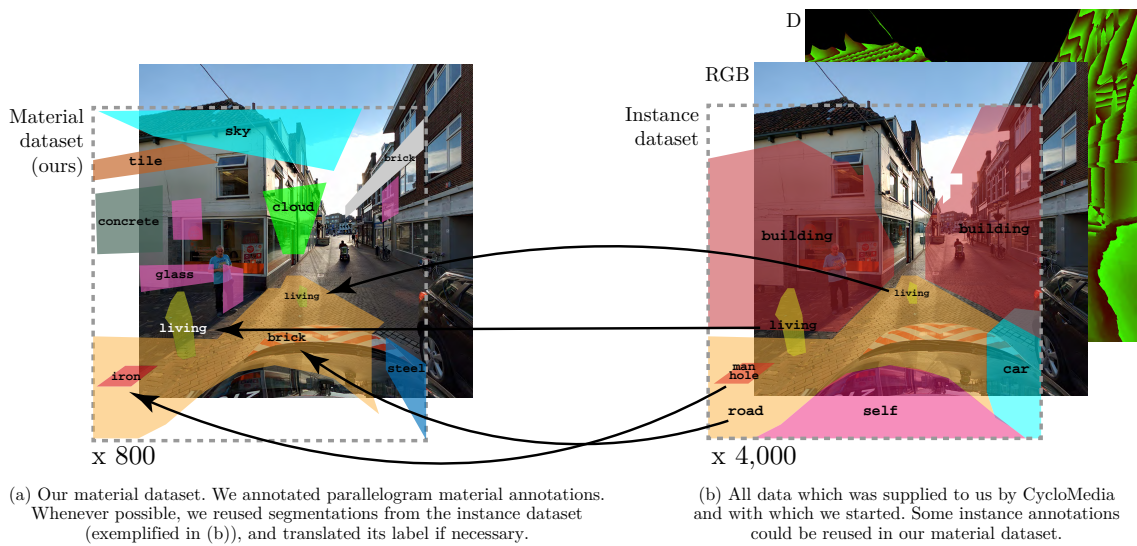 D
RGB
Material
dataset
(ours)
Instance
dataset
sky
tile
brick
concrete
cloud
glass
living
living
brick
iron
steel
x 800
building
building
living
living
man
hole
car
road
self
x 4,000
(a) Our material dataset. We annotated parallelogram material annotations.
Whenever possible, we reused segmentations from the instance dataset
(exemplified in (b)), and translated its label if necessary.
(b) All data which was supplied to us by CycloMedia
and with which we started. Some instance annotations
could be reused in our material dataset.